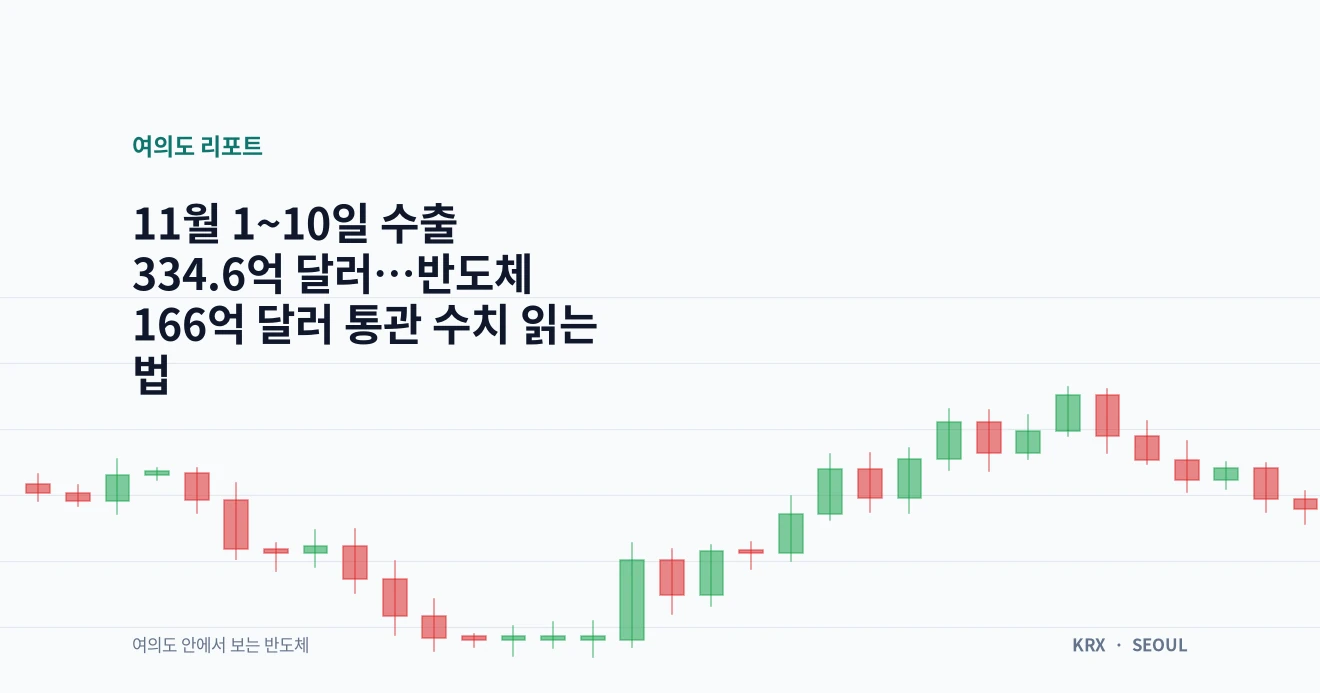 여의도 리포트
11월 1~10일 수출
334.6억 달러…반도체
166억 달러 통관 수치 읽는
법
여의도 안에서 보는 반도체
KRX · SEOUL